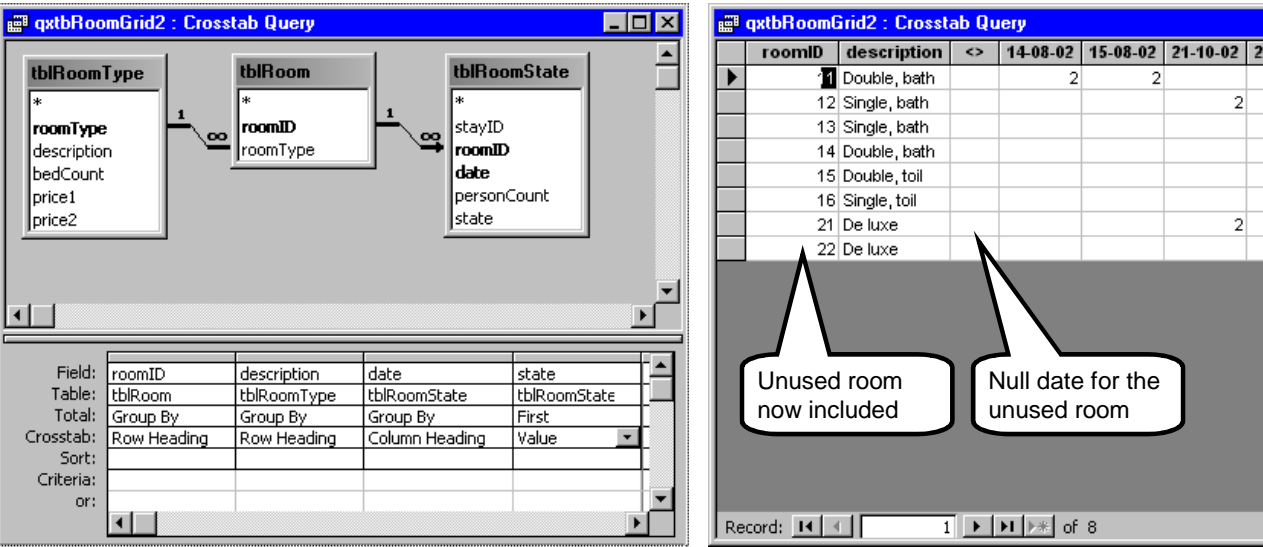 qxtbRoomGrid2 : Crosstab Query
tblRoomType
*
roomType
description
bedCount
price1
price2
1 ∞
tblRoom
*
roomID
roomType
1 ∞
tblRoomState
*
stayID
roomID
date
personCount
state
Field: roomID description date state
Table: tblRoom tblRoomType tblRoomState tblRoomState
Total: Group By Group By Group By First
Crosstab: Row Heading Row Heading Column Heading Value
Sort:
Criteria:
or:
qxtbRoomGrid2 : Crosstab Query
roomID description <> 14-08-02 15-08-02 21-10-02 2
11 Double, bath 2 2
12 Single, bath 2
13 Single, bath
14 Double, bath
15 Double, toil
16 Single, toil
21 De luxe 2
22 De luxe
Unused room
now included
Null date for the
unused room
Record: 1 of 8